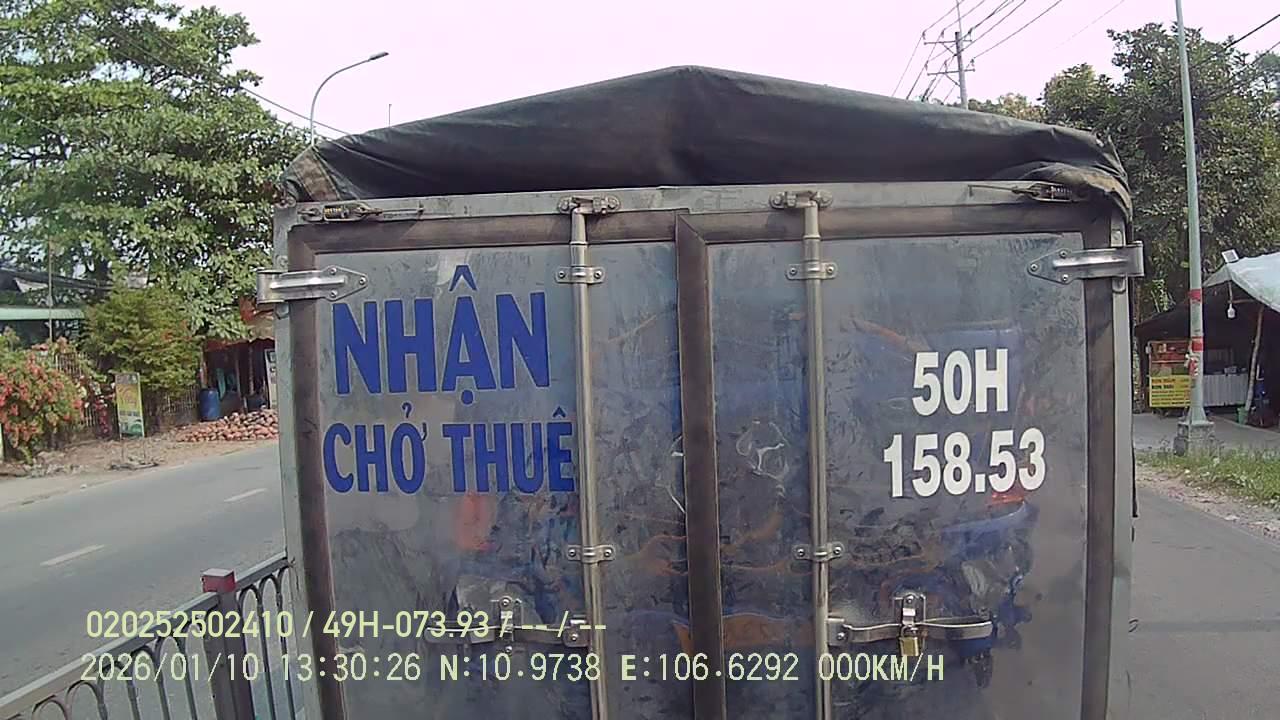 NHẬN
CHỞ THUÊ
50H
158.53
020252502410 / 49H-073.93 / -- /--
2026/01/10 13:30:26 N:10.9738 E:106.6292 000KM/H